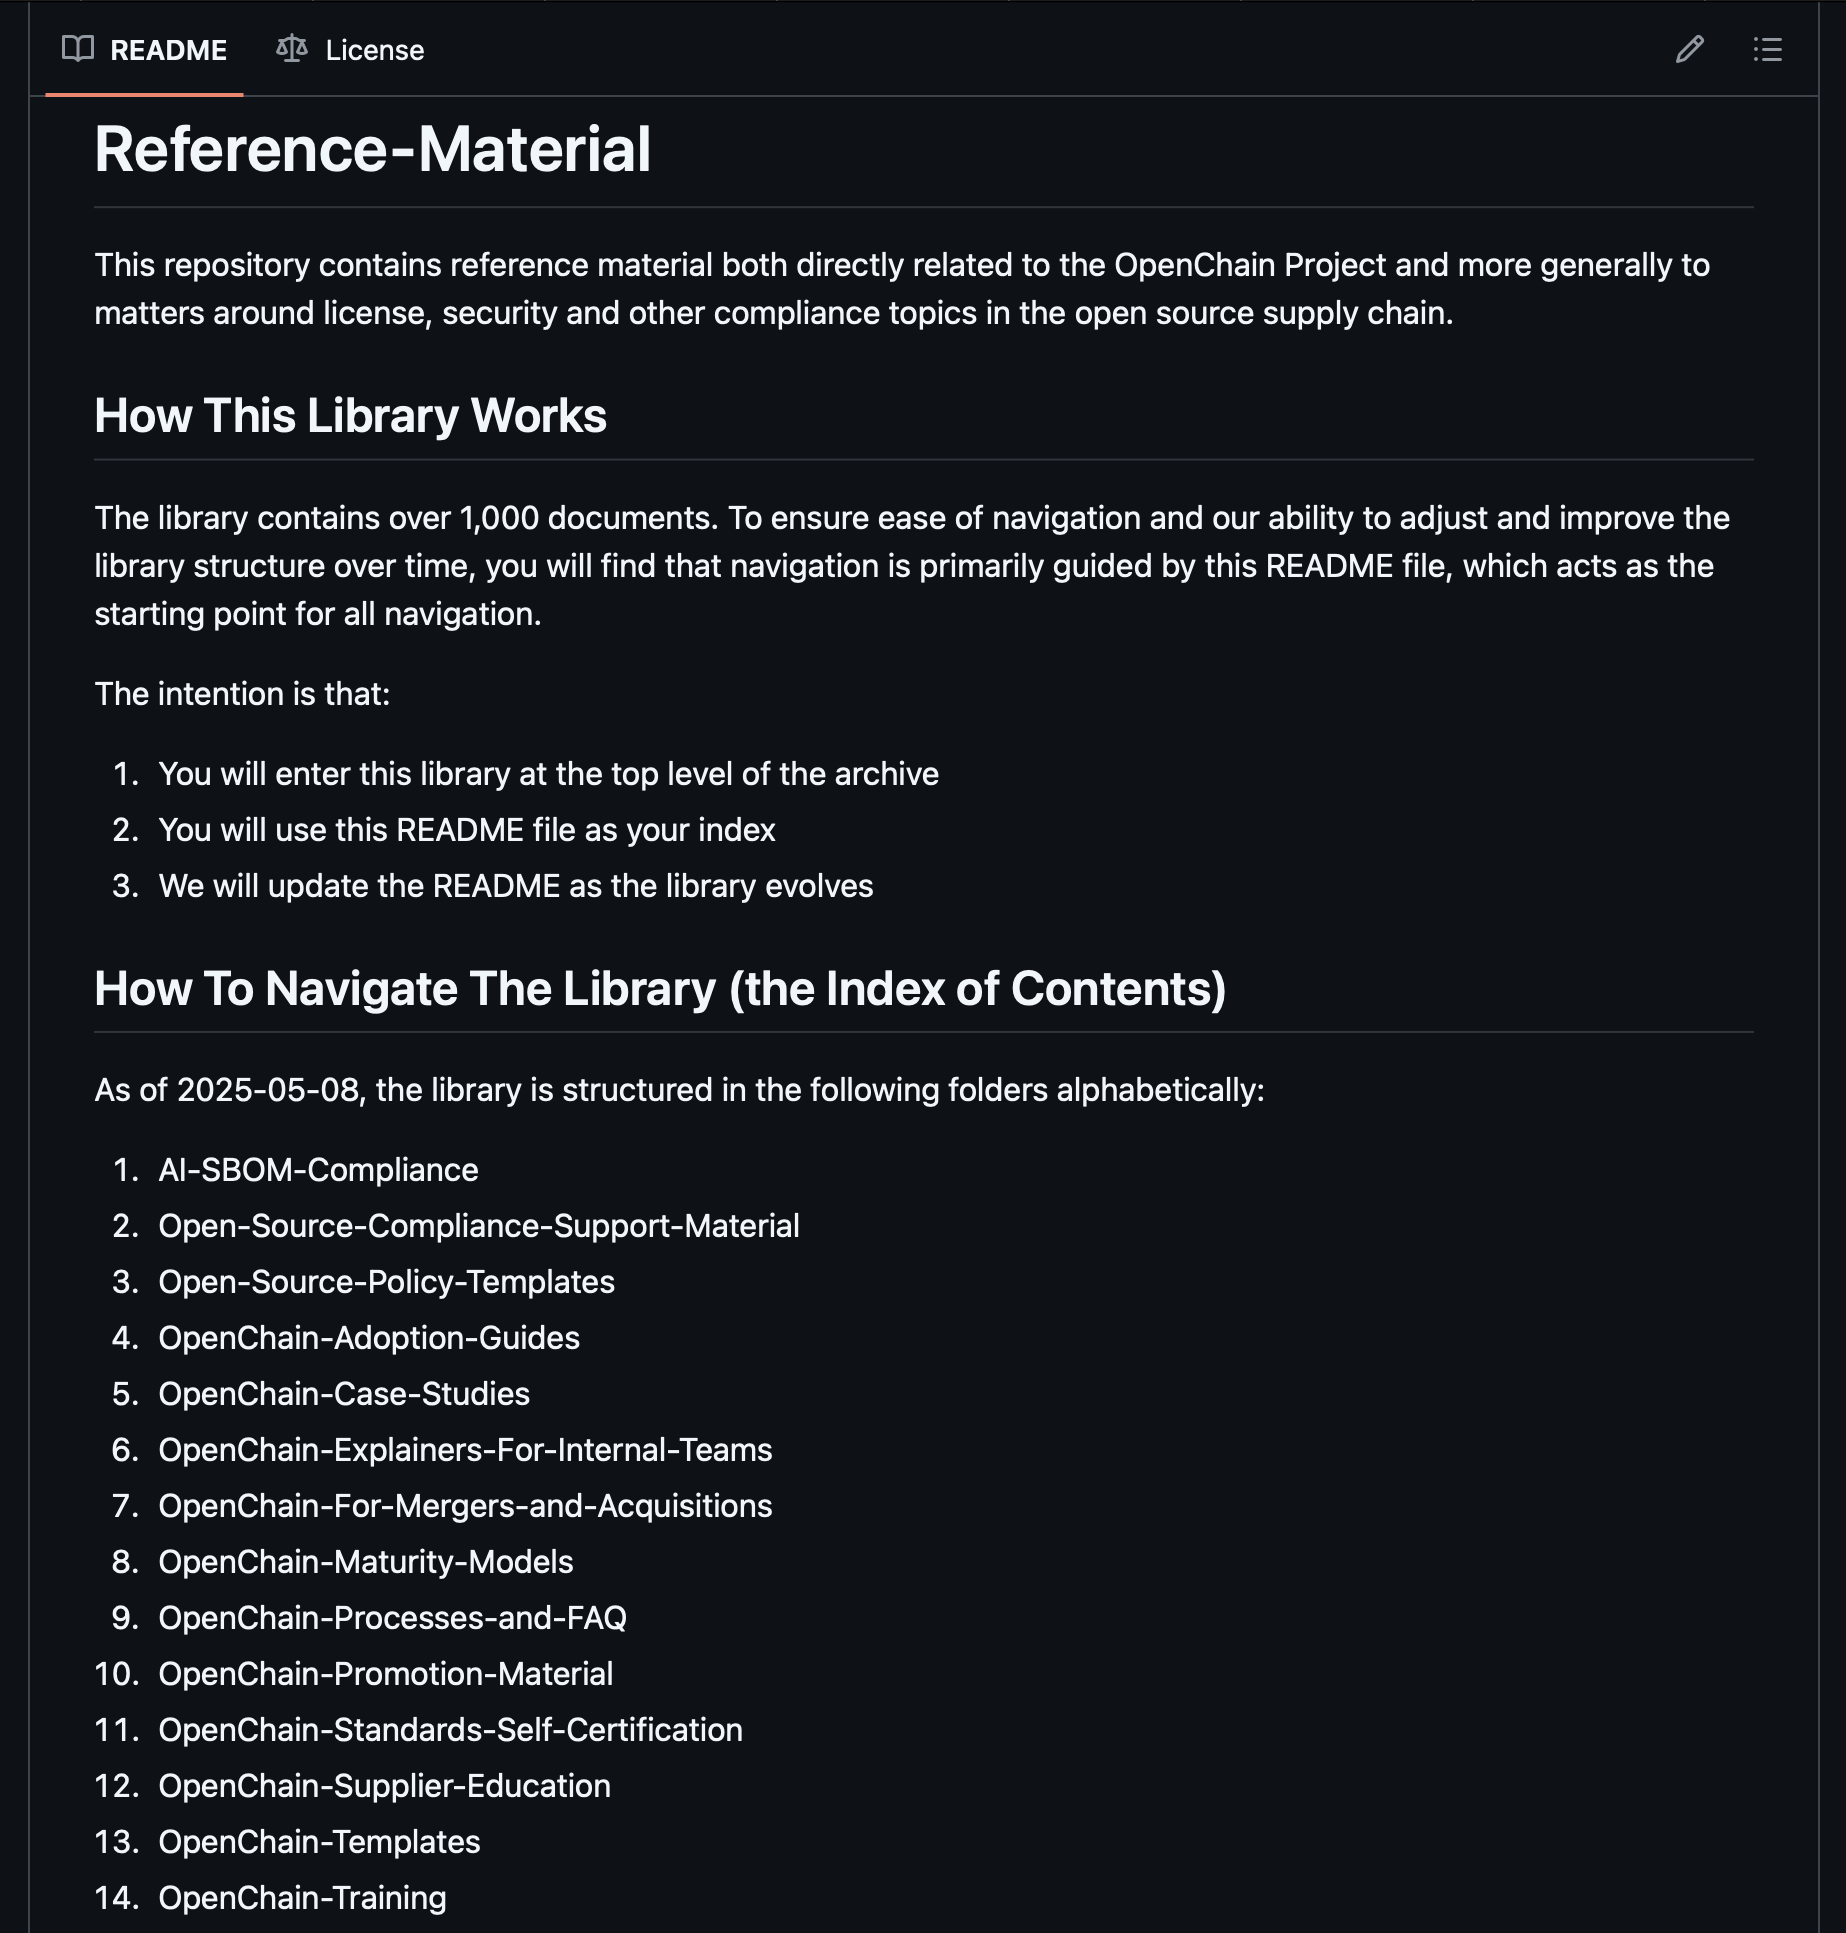 README
License
Reference-Material
This repository contains reference material both directly related to the OpenChain Project and more generally to
matters around license, security and other compliance topics in the open source supply chain.
How This Library Works
The library contains over 1,000 documents. To ensure ease of navigation and our ability to adjust and improve the
library structure over time, you will find that navigation is primarily guided by this README file, which acts as the
starting point for all navigation.
The intention is that:
1. You will enter this library at the top level of the archive
2. You will use this README file as your index
3. We will update the README as the library evolves
How To Navigate The Library (the Index of Contents)
As of 2025-05-08, the library is structured in the following folders alphabetically:
1. AI-SBOM-Compliance
2. Open-Source-Compliance-Support-Material
3. Open-Source-Policy-Templates
4. OpenChain-Adoption-Guides
5. OpenChain-Case-Studies
6. OpenChain-Explainers-For-Internal-Teams
7. OpenChain-For-Mergers-and-Acquisitions
8. OpenChain-Maturity-Models
9. OpenChain-Processes-and-FAQ
10. OpenChain-Promotion-Material
11. OpenChain-Standards-Self-Certification
12. OpenChain-Supplier-Education
13. OpenChain-Templates
14. OpenChain-Training